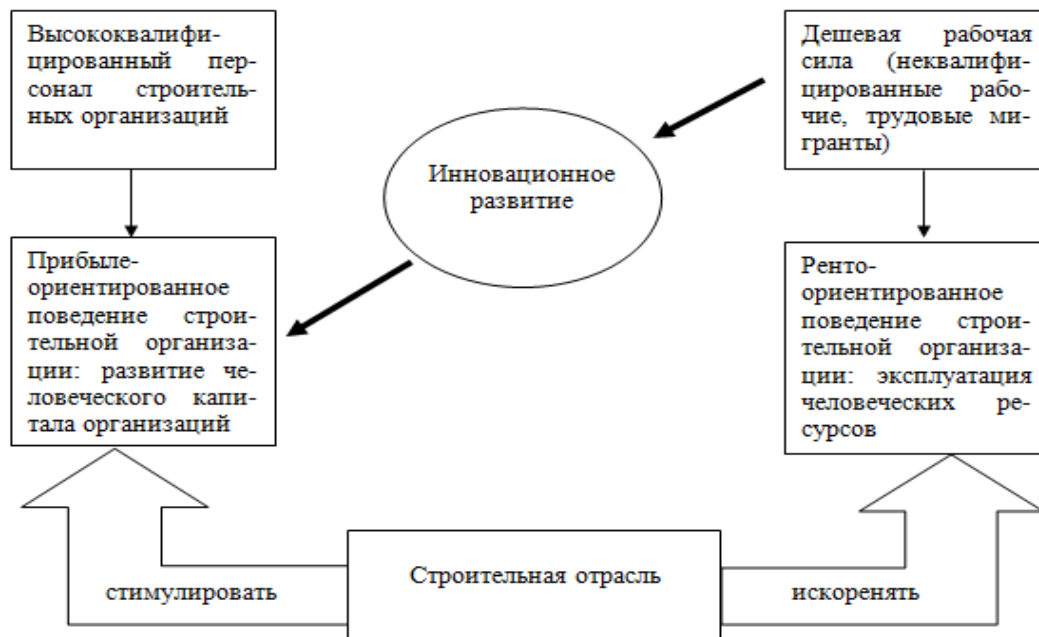 Высококвалифи-
цированный пер-
сонал строитель-
ных организаций
Дешевая рабочая
сила (неквалифи-
цированные рабо-
чие, трудовые ми-
гранты)
Инновационное
развитие
Прибыле-
ориентированное
поведение строи-
тельной организа-
ции: развитие че-
ловеческого капи-
тала организаций
Ренто-
ориентированное
поведение строи-
тельной организа-
ции: эксплуатация
человеческих ре-
сурсов
стимулировать
Строительная отрасль
искоренять